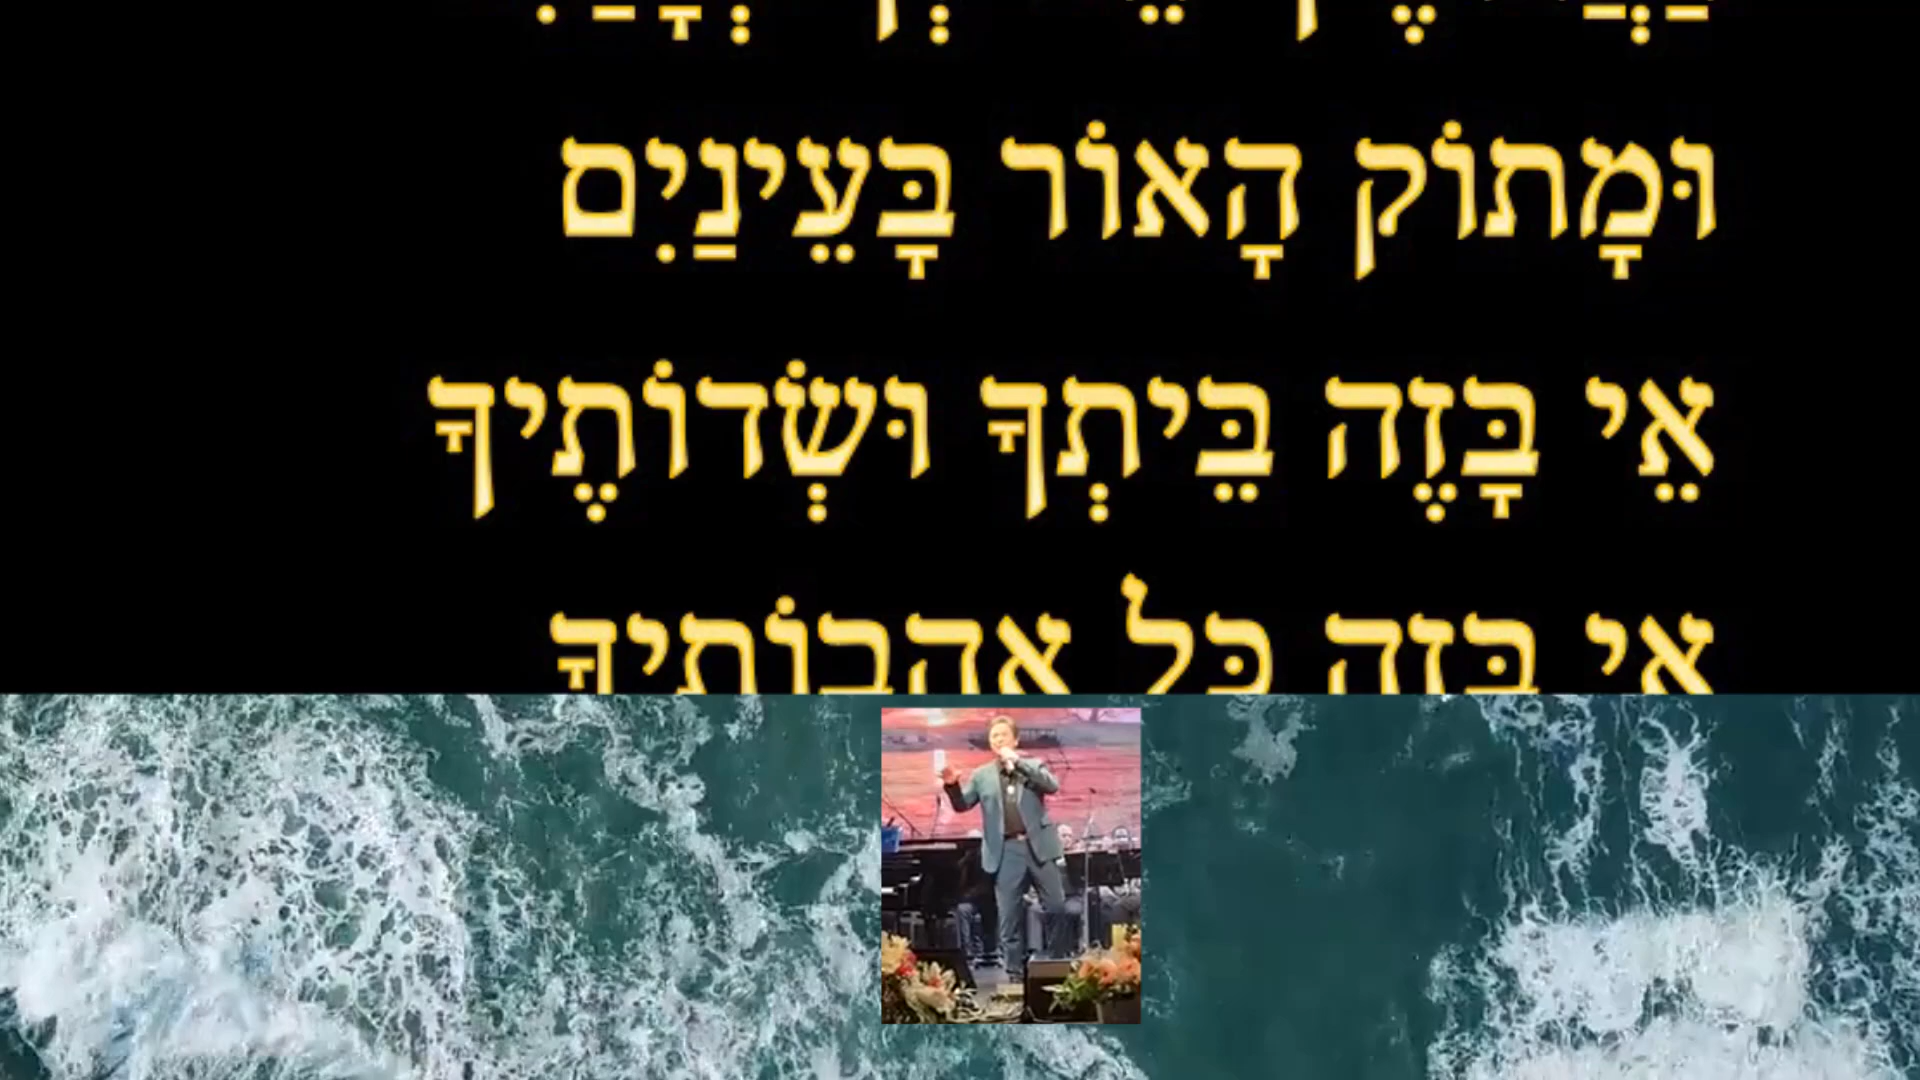 וּמָתוֹק הָאוֹר בָּעֵינַיִם
אֵי בָּזֶה בֵּיתְךָ וּשְׂדוֹתֶיךָ
אי בזה כל אהבותיך